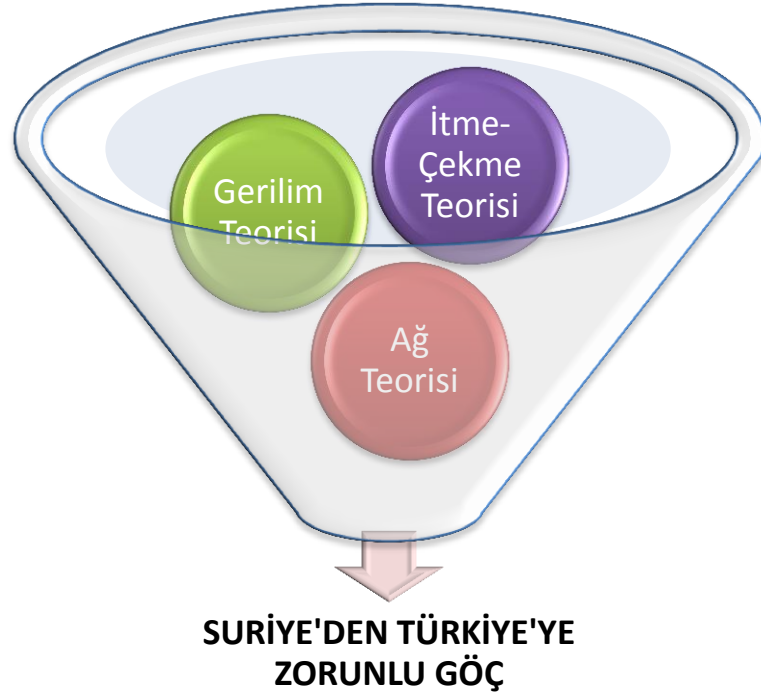 İtme-
Çekme
Teorisi
Gerilim
Teorisi
Ağ
Teorisi
SURİYE'DEN TÜRKİYE'YE
ZORUNLU GÖÇ